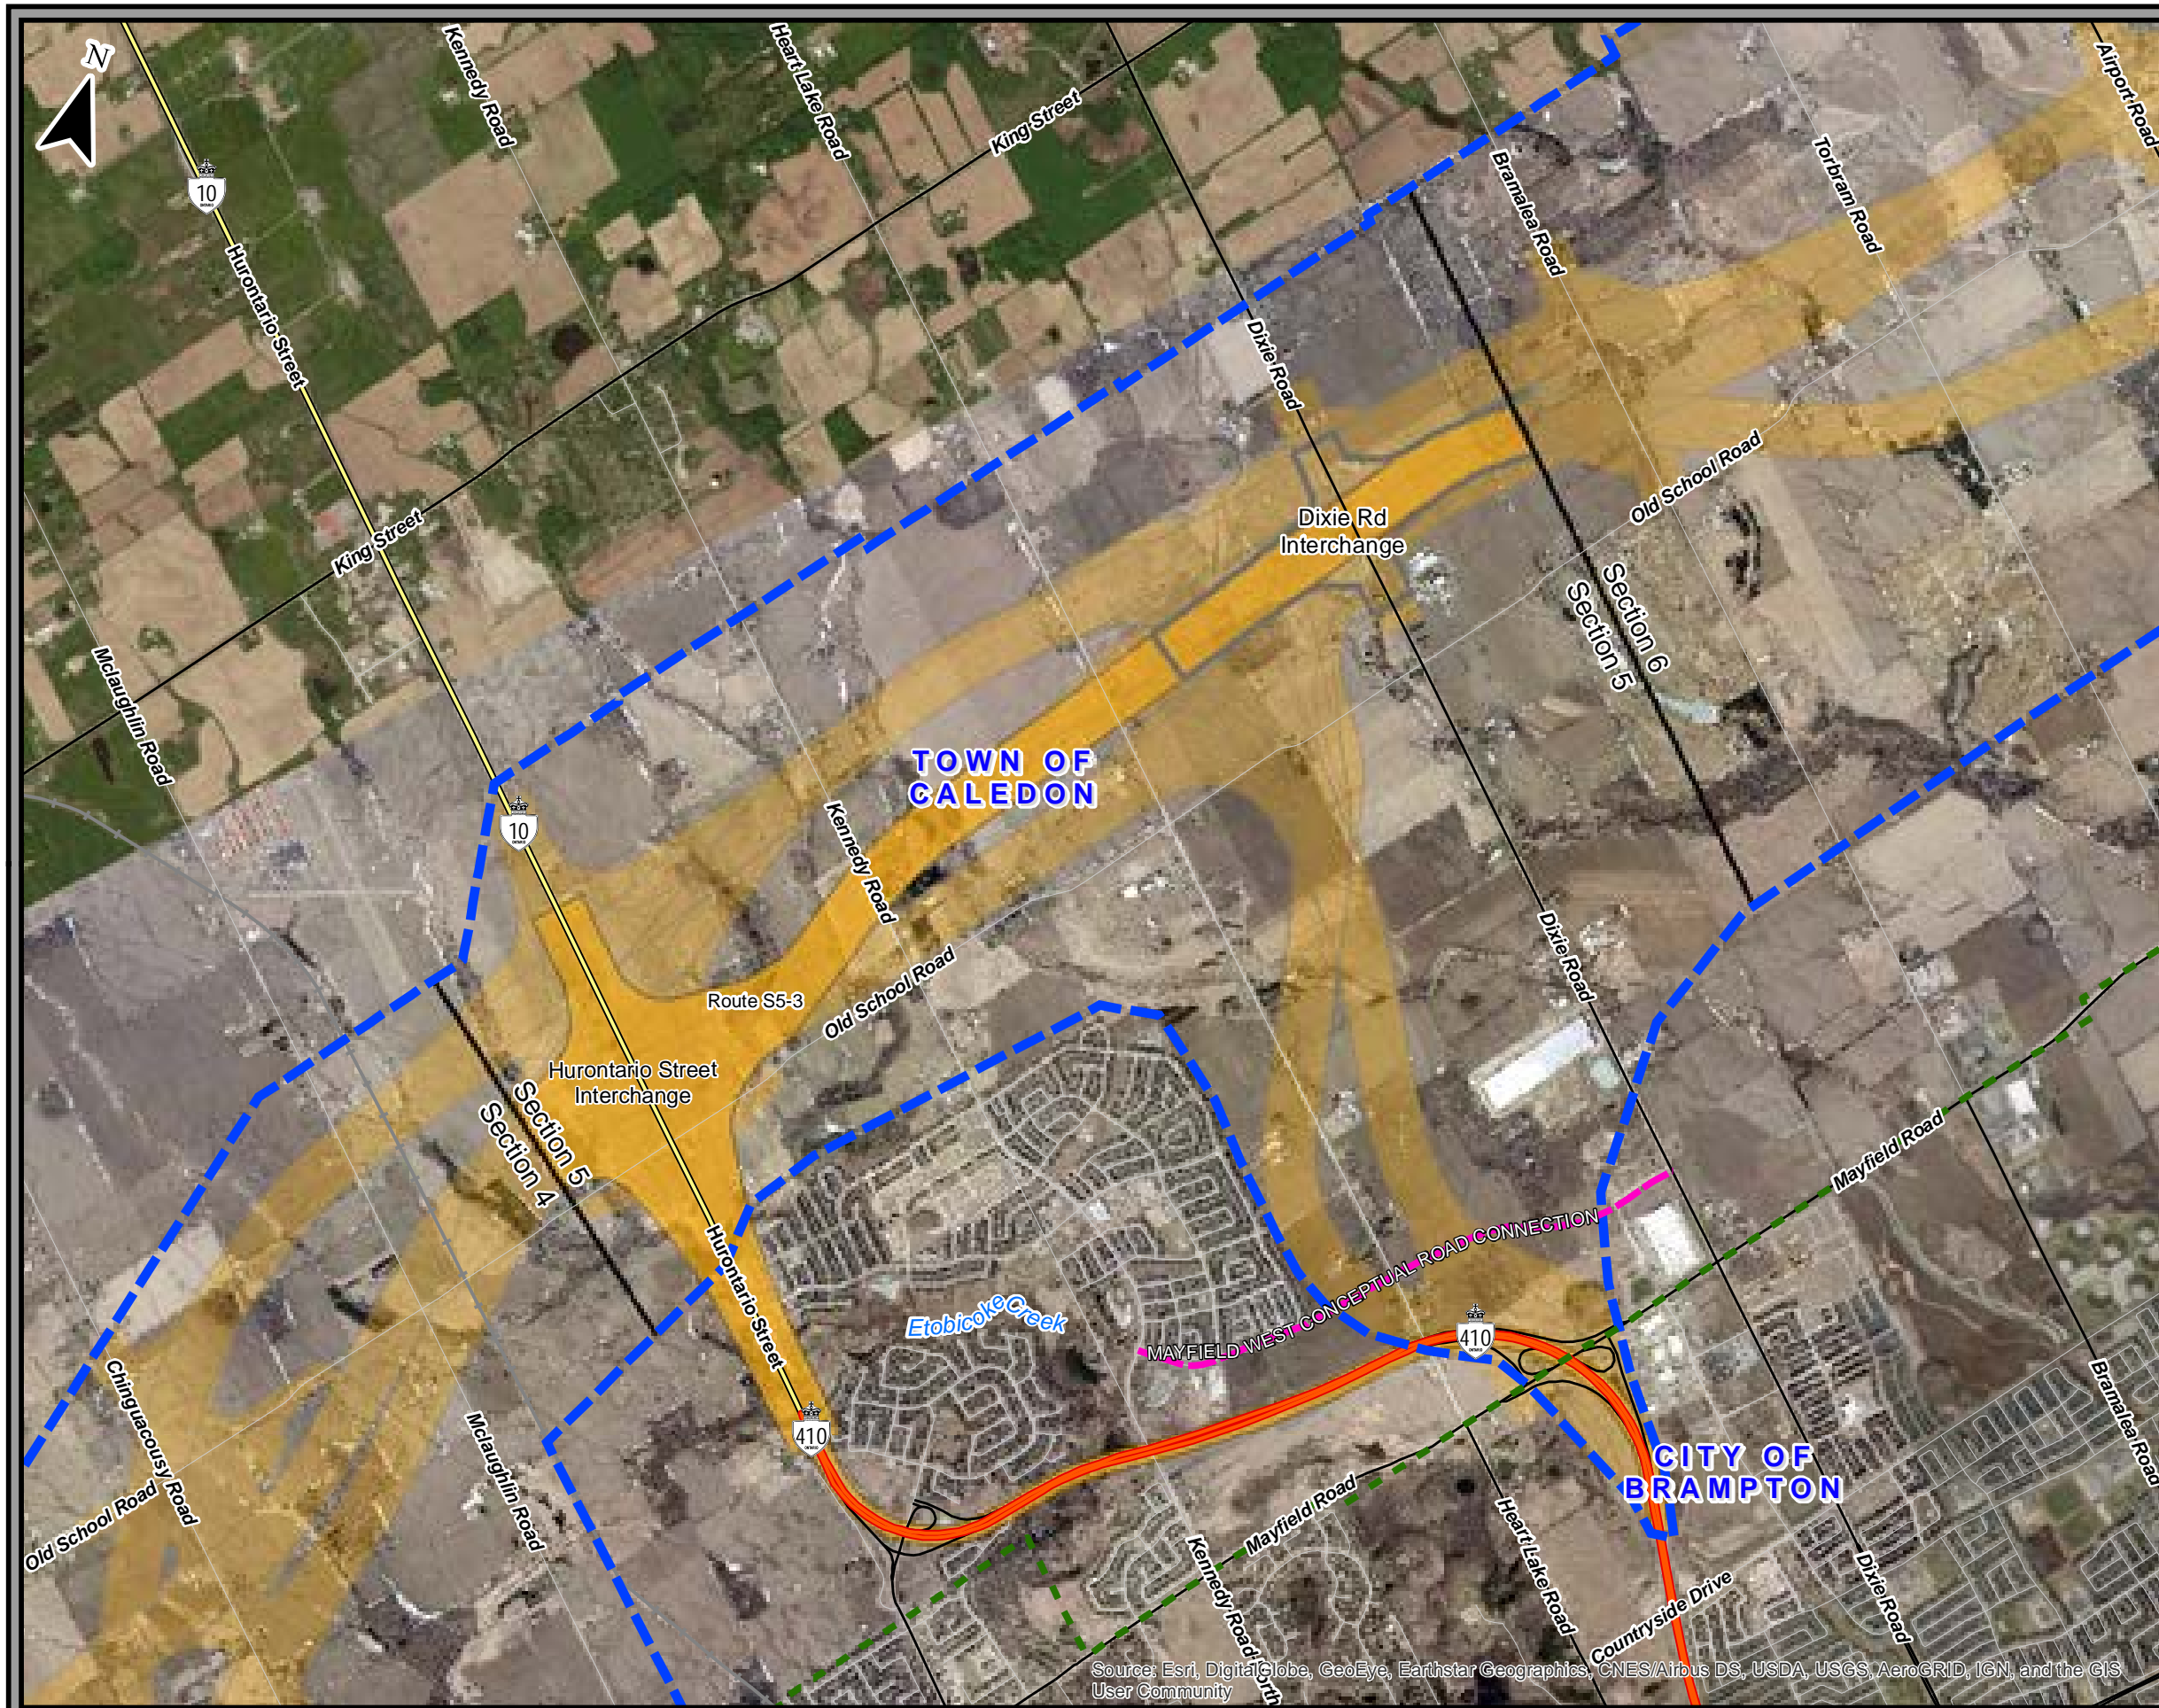 N
Kennedy Road
Heart Lake Road
King Street
Airport Road
Bramalea Road
Torbram Road
10
ONTARIO
Hurontario Street
Dixie Road
King Street
Old School Road
Dixie Rd
Interchange
Section 6
Section 5
Mclaughlin Road
TOWN OF
CALEDON
10
ONTARIO
Kennedy Road
Old School Road
Dixie Road
Route S5-3
Hurontario Street
Interchange
Section 5
Section 4
Mayfield Road
Hurontario Street
MAYFIELD WEST CONCEPTUAL ROAD CONNECTION
Etobicoke Creek
410
ONTARIO
Chinguacousy Road
Mclaughlin Road
410
ONTARIO
Bramalea Road
CITY OF
BRAMPTON
Old School Road
Mayfield Road
Heart Lake Road
Kennedy Road North
Countryside Drive
Dixie Road
Source: Esri, DigitalGlobe, GeoEye, Earthstar Geographics, CNES/Airbus DS, USDA, USGS, AeroGRID, IGN, and the GIS
User Community